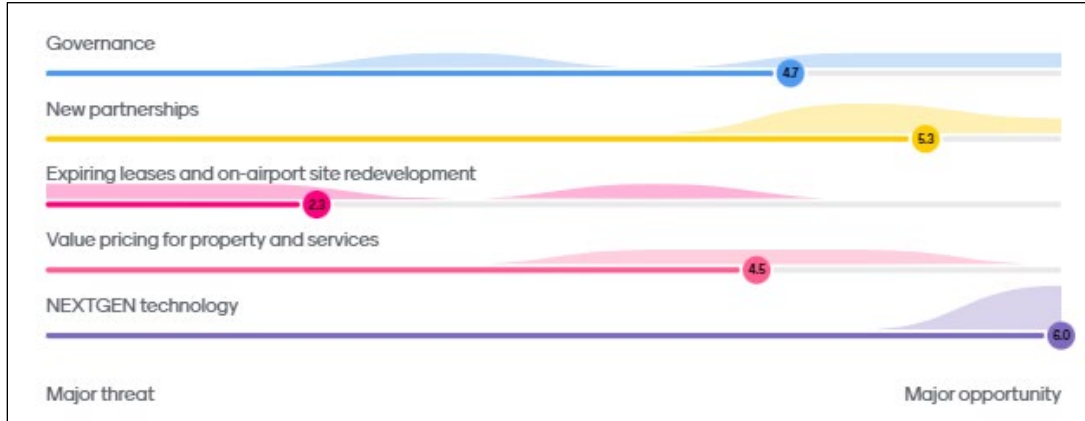 Governance
4.7
New partnerships
5.3
Expiring leases and on-airport site redevelopment
2.3
Value pricing for property and services
4.5
NEXTGEN technology
6.0
Major threat
Major opportunity